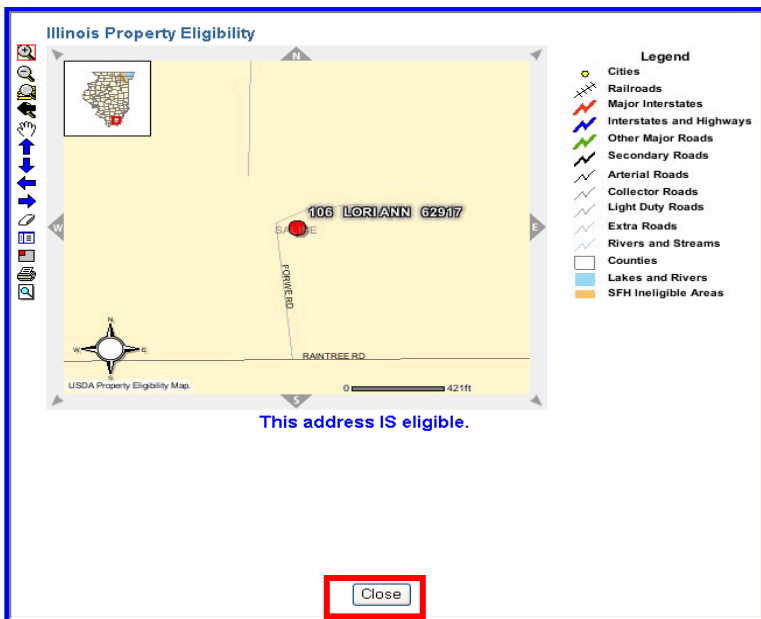 Illinois Property Eligibility
N
106 LORIANN 62917
SALINE
W
E
FORWE RD
N.
W.
E.
S.
RAINTREE RD
USDA Property Eligibility Map.
0 421ft
S
Legend
Cities
Railroads
Major Interstates
Interstates and Highways
Other Major Roads
Secondary Roads
Arterial Roads
Collector Roads
Light Duty Roads
Extra Roads
Rivers and Streams
Counties
Lakes and Rivers
SFH Ineligible Areas
This address IS eligible.
Close